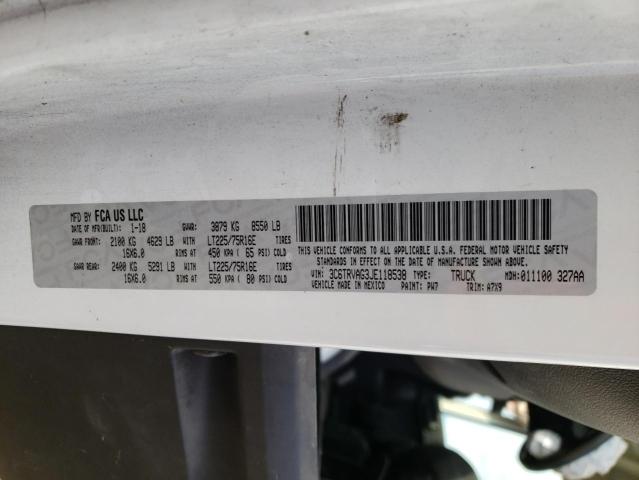 MFD BY FCA US LLC
DATE OF MFR(BUILT): 1-18 GVWR: 3879 KG 8550 LB
GAWR FRONT: 2100 KG 4629 LB WITH LT225/75R16E TIRES
16X6.0 RIMS AT 450 KPA ( 65 PSI) COLD
GAWR REAR: 2400 KG 5291 LB WITH LT225/75R16E TIRES
16X6.0 RIMS AT 550 KPA ( 80 PSI) COLD
THIS VEHICLE CONFORMS TO ALL APPLICABLE U.S.A. FEDERAL MOTOR VEHICLE SAFETY
STANDARDS IN EFFECT ON THE DATE OF MANUFACTURE SHOWN ABOVE.
VIN: 3C6TRVAG3JE118538 TYPE: TRUCK MDH: 011100 327AA
VEHICLE MADE IN MEXICO PAINT: PW7 TRIM: A7X9